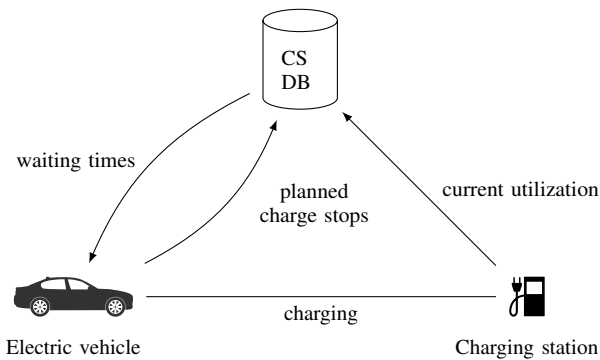 CS
DB
waiting times
planned
charge stops
current utilization
charging
Electric vehicle
Charging station